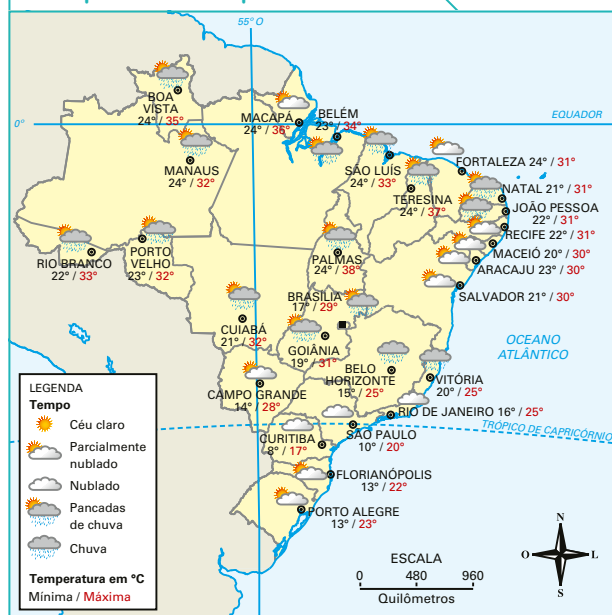 55° O
BOA
VISTA
24° / 35°
MACAPÁ
24° / 36°
BELÉM
23° / 34°
EQUADOR
0°
MANAUS
24° / 32°
SÃO LUÍS
24° / 33°
TERESINA
24° / 37°
FORTALEZA 24° / 31°
NATAL 21° / 31°
JOÃO PESSOA
22° / 31°
RECIFE 22° / 31°
MACEIÓ 20° / 30°
ARACAJU 23° / 30°
SALVADOR 21° / 30°
RIO BRANCO
22° / 33°
PORTO
VELHO
23° / 32°
PALMAS
24° / 38°
BRASÍLIA
17° / 29°
CUIABÁ
21° / 32°
GOIÂNIA
19° / 31°
OCEANO
ATLÂNTICO
BELO
HORIZONTE
15° / 25°
VITÓRIA
20° / 25°
CAMPO GRANDE
14° / 28°
RIO DE JANEIRO 16° / 25°
TRÓPICO DE CAPRICÓRNIO
SÃO PAULO
10° / 20°
CURITIBA
8° / 17°
FLORIANÓPOLIS
13° / 22°
PORTO ALEGRE
13° / 23°
LEGENDA
Tempo
Céu claro
Parcialmente
nublado
Nublado
Pancadas
de chuva
Chuva
Temperatura em °C
Mínima / Máxima
ESCALA
0 480 960
Quilômetros
N
O L
S